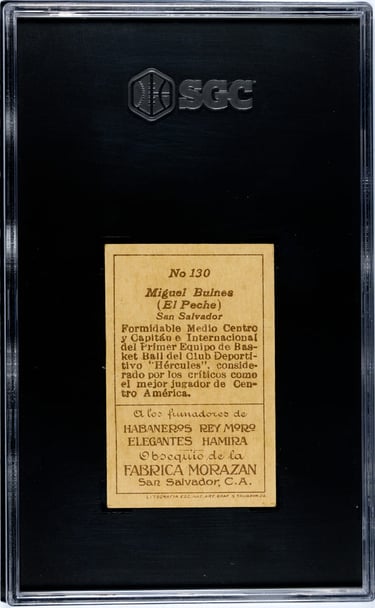 SGC
No 130
Miguel Bulnes
(El Peche)
San Salvador
Formidable Medio Centro
y Capitán e Internacional
del Primer Equipo de Bas-
ket Ball del Club Deporti-
tivo "Hércules", conside-
rado por los críticos como
el mejor jugador de Cen-
tro América.
A los fumadores de
HABANEROS REY MORO
ELEGANTES HAMIRA
Obsequio de la
FABRICA MORAZAN
San Salvador, C.A.